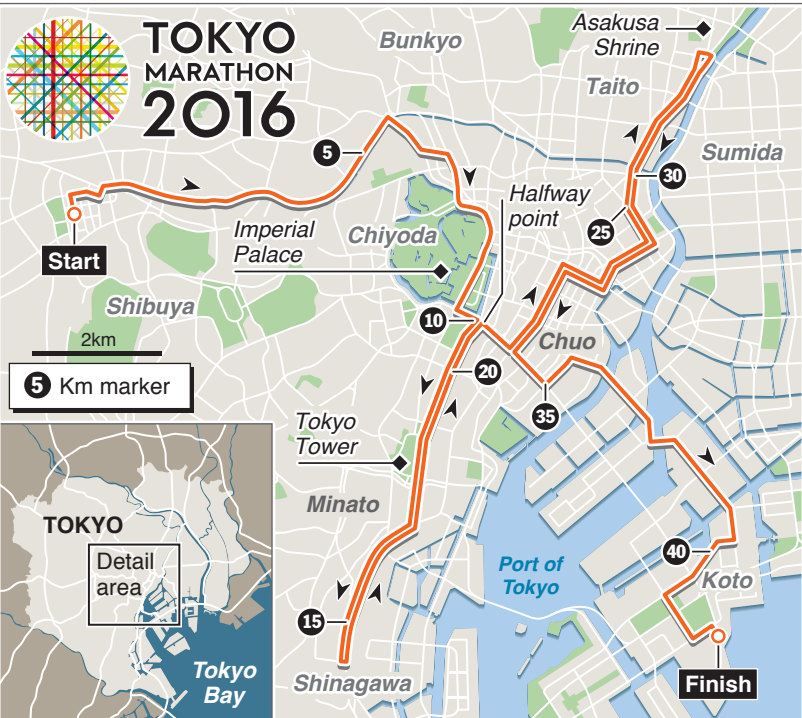 TOKYO
MARATHON
2016
Bunkyo
Asakusa
Shrine
Taito
Sumida
5
30
25
Start
Imperial
Palace
Chiyoda
Halfway
point
Shibuya
10
Chuo
2km
5 Km marker
20
35
Tokyo
Tower
Minato
TOKYO
Detail
area
Port of
Tokyo
40
Koto
15
Tokyo
Bay
Shinagawa
Finish